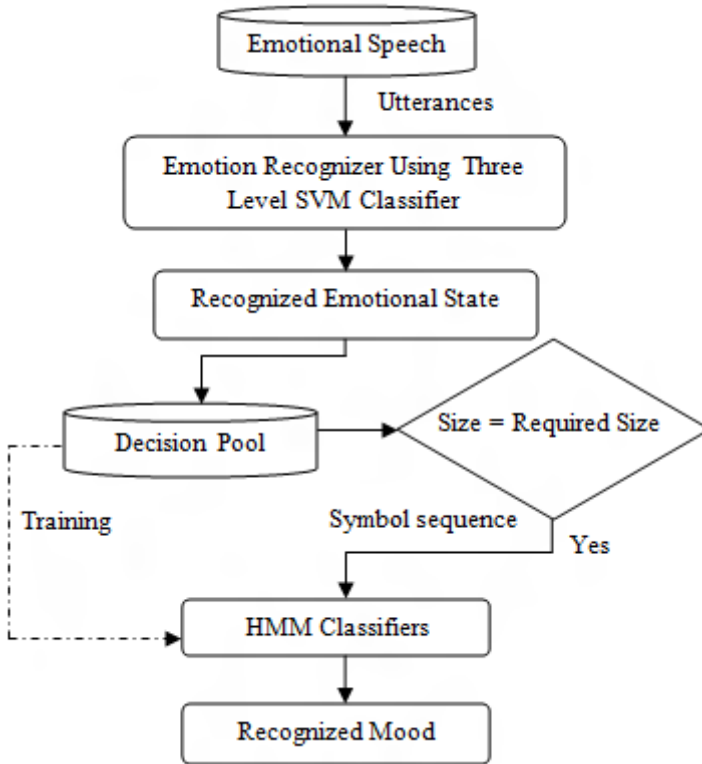 Emotional Speech
Utterances
Emotion Recognizer Using Three
Level SVM Classifier
Recognized Emotional State
Size = Required Size
Decision Pool
Training
Symbol sequence
Yes
HMM Classifiers
Recognized Mood